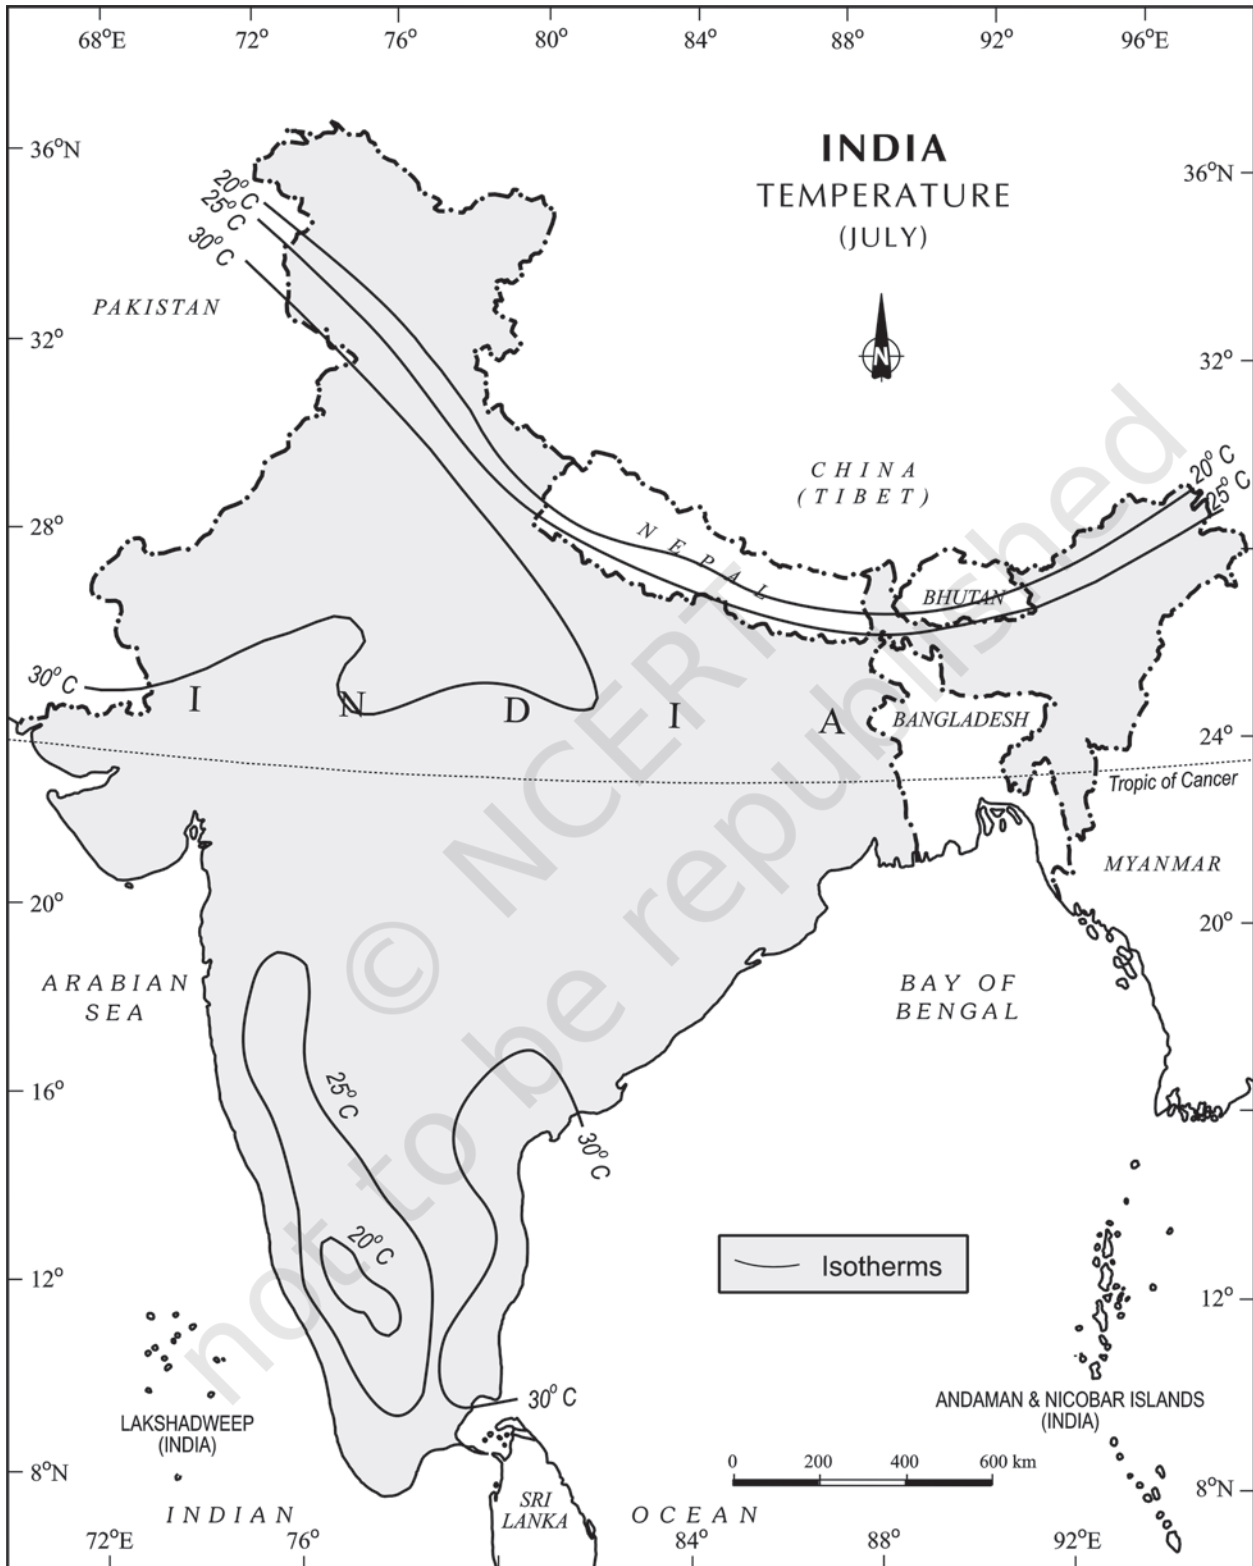 68°E 72° 76° 80° 84° 88° 92° 96°E
INDIA
TEMPERATURE
(JULY)
36°N
36°N
20° C
25° C
30° C
PAKISTAN
N
32°
32°
CHINA
(TIBET)
20° C
25° C
28°
NEPAL
BHUTAN
30° C
I N D I A
BANGLADESH
24°
Tropic of Cancer
MYANMAR
20°
20°
ARABIAN
SEA
BAY OF
BENGAL
16°
25° C
30° C
20° C
Isotherms
12°
12°
30° C
LAKSHADWEEP
(INDIA)
ANDAMAN & NICOBAR ISLANDS
(INDIA)
0 200 400 600 km
8°N
8°N
INDIAN OCEAN
SRI
LANKA
72°E 76° 84° 88° 92°E
© NCERT
not to be republished